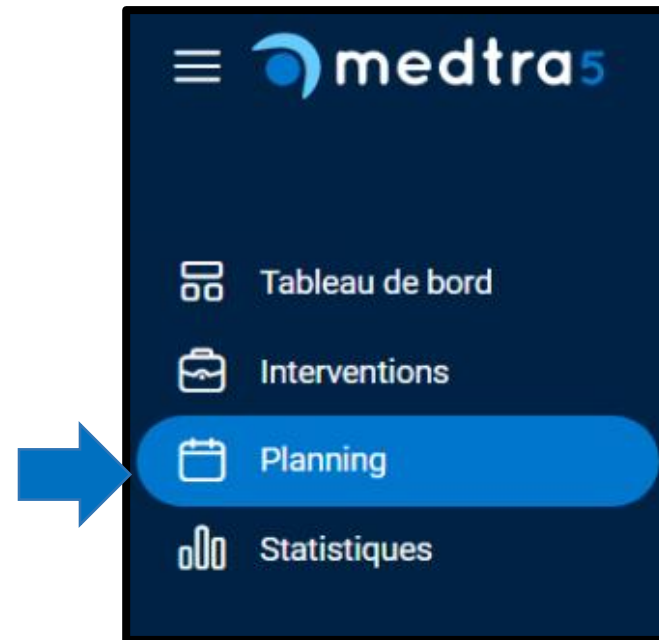 medtra5
Tableau de bord
Interventions
Planning
Statistiques